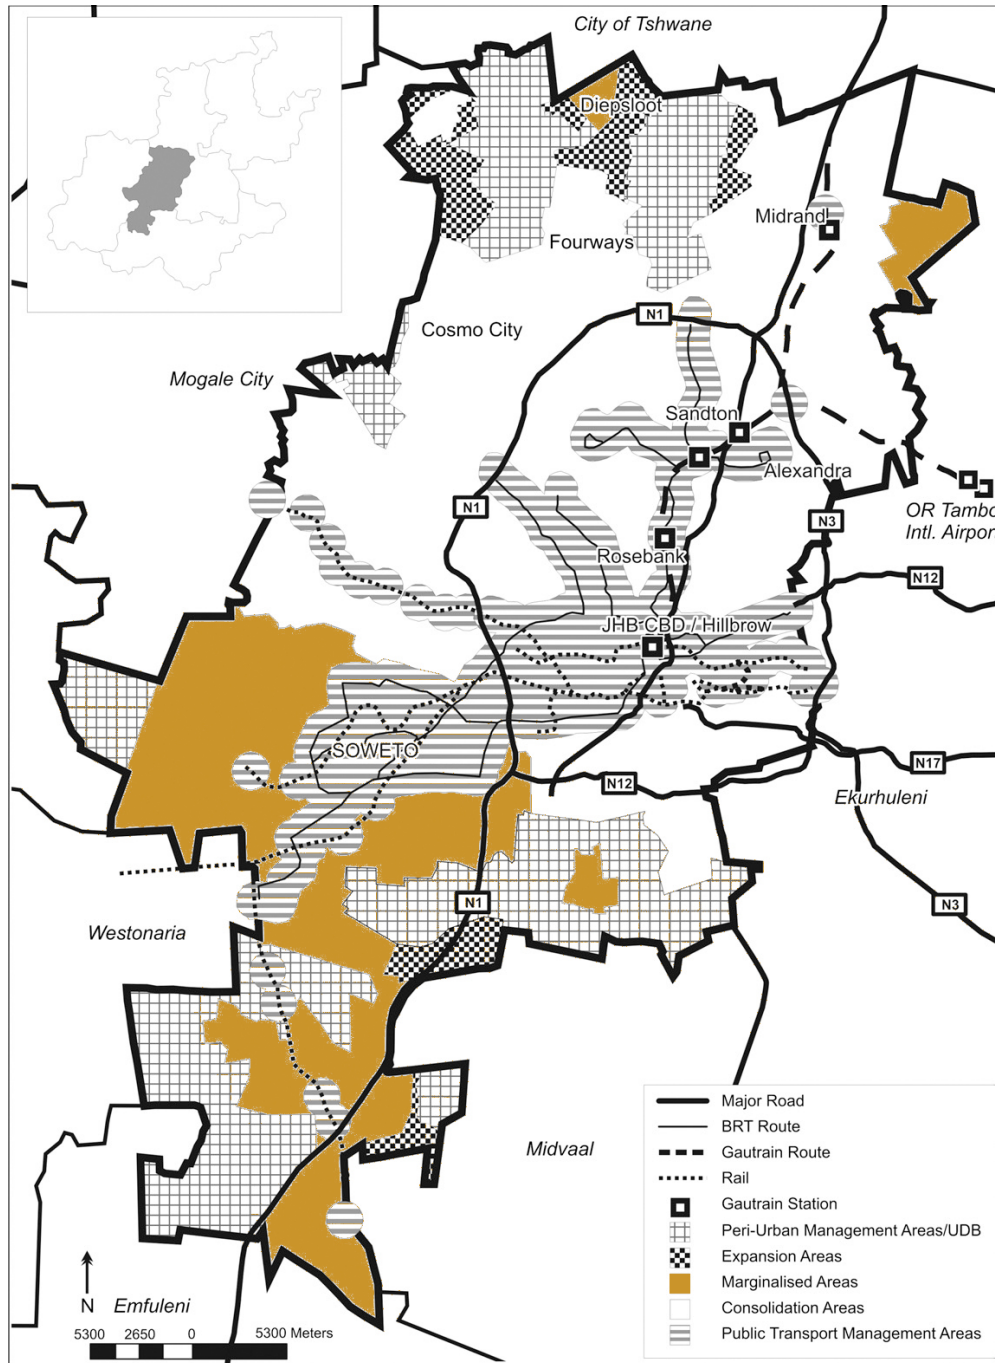 City of Tshwane
Diepsloot
Midrand
Fourways
N1
Cosmo City
Mogale City
Sandton
Alexandra
N1
N3
OR Tambo
Intl. Airport
Rosebank
N12
JHB CBD / Hillbrow
SOWETO
N17
N12
Ekurhuleni
N1
N3
Westonaria
Midvaal
Emfuleni
N
5300 2650 0 5300 Meters
Major Road
BRT Route
Gautrain Route
Rail
Gautrain Station
Peri-Urban Management Areas/UDB
Expansion Areas
Marginalised Areas
Consolidation Areas
Public Transport Management Areas